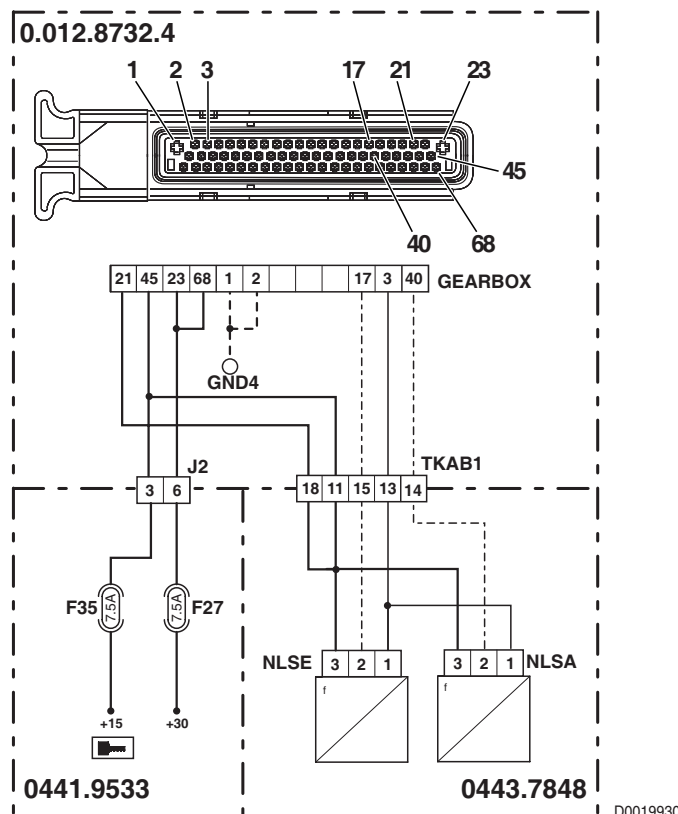 0.012.8732.4
1 2 3 17 21 23
45
40 68
21 45 23 68 1 2 17 3 40 GEARBOX
GND4
J2 TKAB1
3 6 18 11 15 13 14
F35 7.5A 7.5A F27
NLSE 3 2 1 3 2 1 NLSA
f f
+15 +30
0441.9533 0443.7848
D0019930